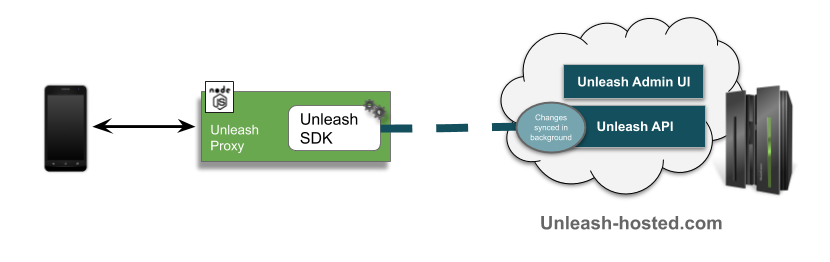 node
JS
Unleash
Proxy
Unleash
SDK
Unleash Admin UI
Changes
synced in
background
Unleash API
Unleash-hosted.com